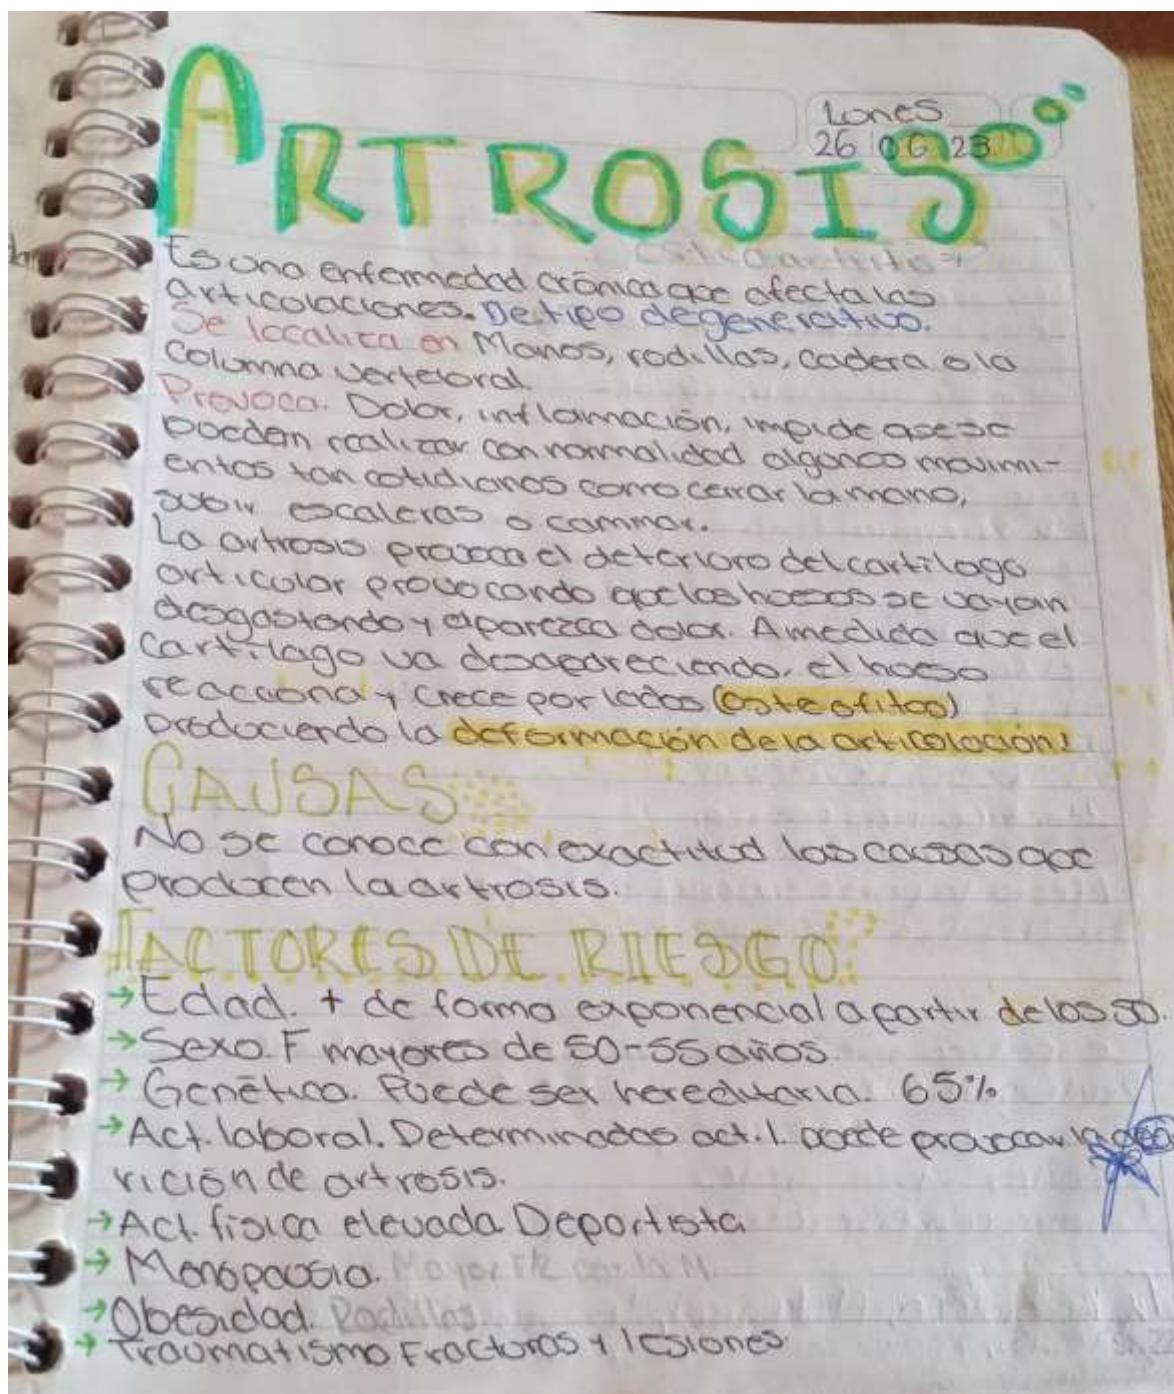 Lunes
26 06 23
ARTROSIS
Es una enfermedad crónica que afecta las
articulaciones. De tipo degenerativo.
Se localiza en Manos, rodillas, cadera o la
columna vertebral
Provoca. Dolor, inflamación, impide que se
pueden realizar con normalidad algunos movimi-
entos tan cotidianos como cerrar la mano,
subir escaleras o caminar.
La artrosis provoca el deterioro del cartílago
articular provocando que los huesos se vayan
desgastando y aparezca dolor. A medida que el
cartílago va desapareciendo, el hueso
reacciona y crece por lados (osteofitos)
produciendo la deformación de la articulación!
CAUSAS
No se conoce con exactitud las causas que
producen la artrosis.
FACTORES DE RIESGO
→ Edad. + de forma exponencial a partir de los 50.
→ Sexo. F mayores de 50-55 años.
→ Genética. Puede ser hereditaria. 65%
→ Act. laboral. Determinadas act. l. puede provocar la apa
rición de artrosis.
→ Act. física elevada Deportista
→ Menopausia. Mayor por la M
→ Obesidad. Rodillas
→ Traumatismo Fracturas y lesiones